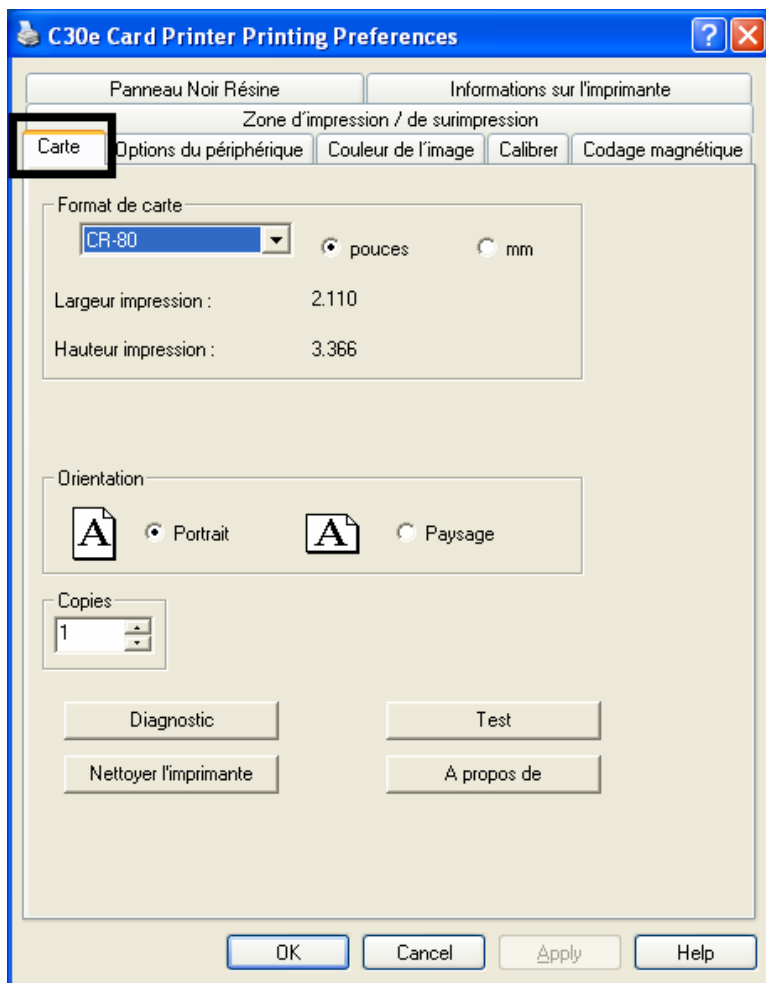 C30e Card Printer Printing Preferences
Panneau Noir Résine Informations sur l'imprimante
Zone d´impression / de surimpression
Carte Options du périphérique Couleur de l´image Calibrer Codage magnétique
Format de carte
CR-80 pouces mm
Largeur impression : 2.110
Hauteur impression : 3.366
Orientation
A Portrait A Paysage
Copies
1
Diagnostic Test
Nettoyer l'imprimante A propos de
OK Cancel Apply Help